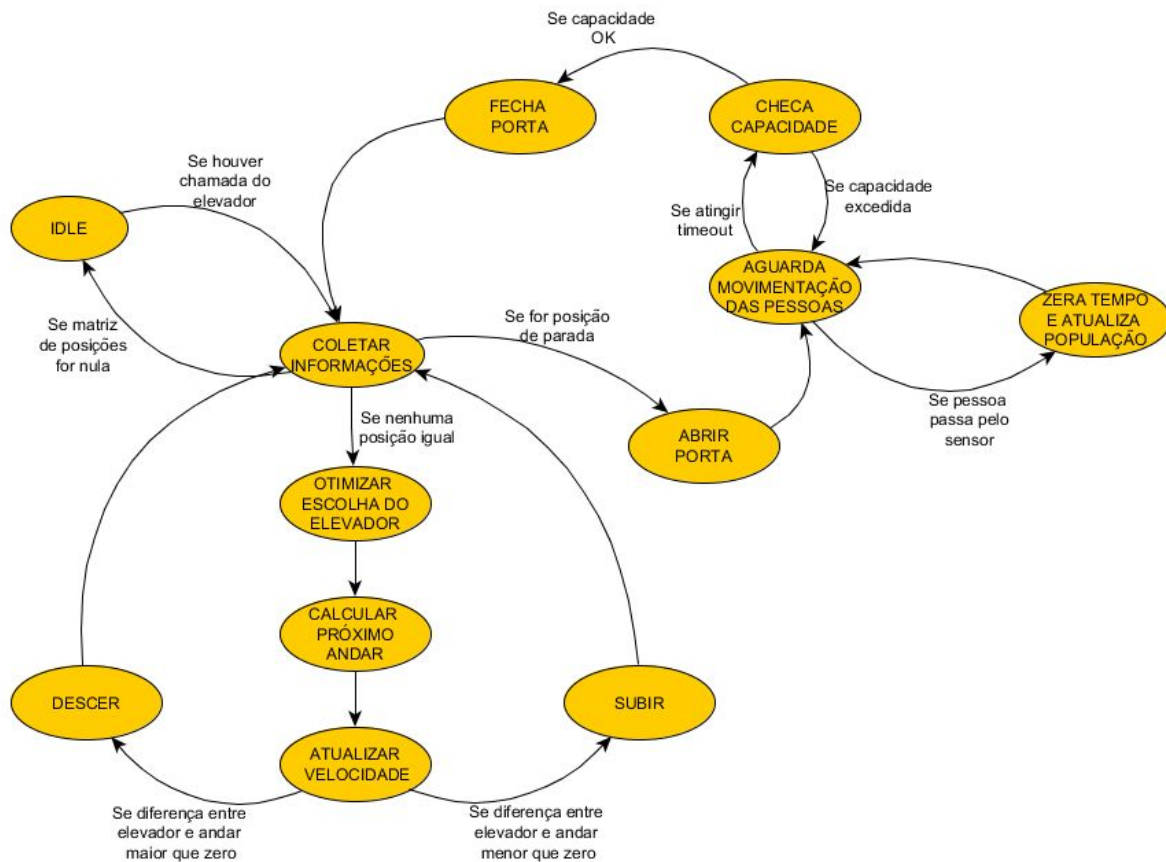 Se capacidade
OK
FECHA
PORTA
CHECA
CAPACIDADE
Se houver
chamada do
elevador
Se capacidade
excedida
Se atingir
timeout
IDLE
AGUARDA
MOVIMENTAÇÃO
DAS PESSOAS
ZERA TEMPO
E ATUALIZA
POPULAÇÃO
Se matriz
de posições
for nula
COLETAR
INFORMAÇÕES
Se for posição
de parada
Se pessoa
passa pelo
sensor
Se nenhuma
posição igual
ABRIR
PORTA
OTIMIZAR
ESCOLHA DO
ELEVADOR
CALCULAR
PRÓXIMO
ANDAR
DESCER
SUBIR
ATUALIZAR
VELOCIDADE
Se diferença entre
elevador e andar
maior que zero
Se diferença entre
elevador e andar
menor que zero